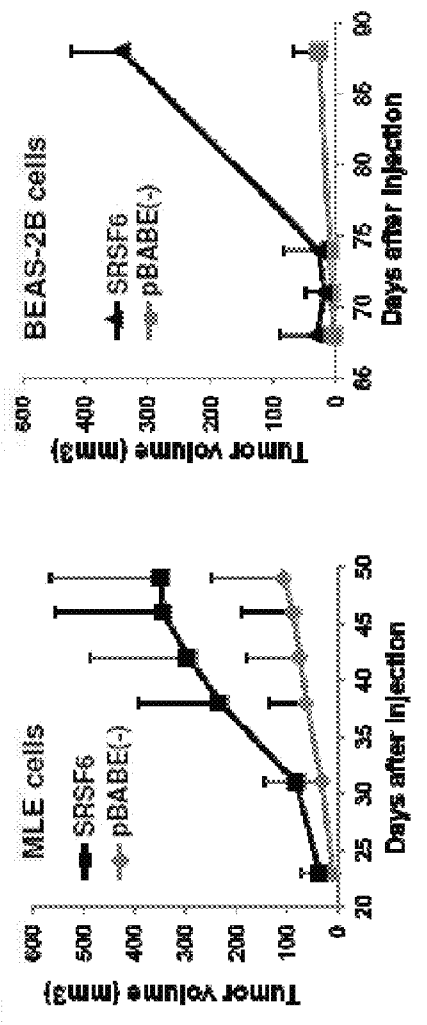 MLE cells
SRSF6
pBABE(-)
Tumor volume (mm3)
600
500
400
300
200
100
0
20
25
30
35
40
45
50
Days after Injection
BEAS-2B cells
SRSF6
pBABE(-)
Tumor volume (mm3)
500
400
300
200
100
0
65
70
75
80
85
90
Days after Injection